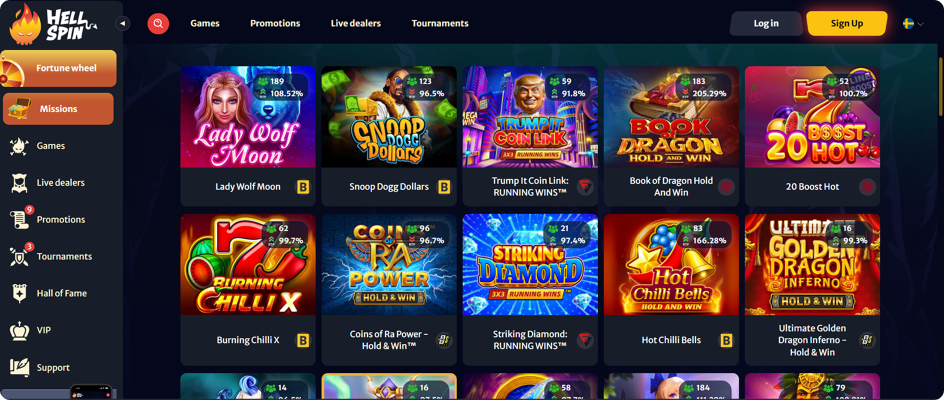 HELL
SPIN
Games
Promotions
Live dealers
Tournaments
Log in
Sign Up
Fortune wheel
Missions
Games
Live dealers
9
Promotions
3
Tournaments
Hall of Fame
VIP
Support
189
108.52%
Lady Wolf
Moon
Lady Wolf Moon
B
123
96.5%
SNOOP
DOGG
Dollars
Snoop Dogg Dollars
B
59
91.8%
MEGA
WIN
TRUMP IT
COIN LINK
3X3 RUNNING WINS
Trump It Coin Link:
RUNNING WINS™
183
205.29%
BOOK
OF
DRAGON
HOLD AND WIN
Book of Dragon Hold
And Win
52
100.7%
LINE
BOOST
B$$ST
20 HOT
20 Boost Hot
62
99.7%
BURNING
CHILLI X
Burning Chilli X
B
96
96.7%
COINS
OF
RA
POWER
HOLD & WIN
Coins of Ra Power –
Hold & Win™
21
97.4%
STRIKING
DIAMOND
3X3 RUNNING WINS
Striking Diamond:
RUNNING WINS™
83
166.28%
Hot
Chilli Bells
HOLD AND WIN
Hot Chilli Bells
B
16
99.3%
ULTIMATE
GOLDEN
DRAGON
INFERNO
HOLD & WIN
Ultimate Golden
Dragon Inferno –
Hold & Win
14
16
58
184
79